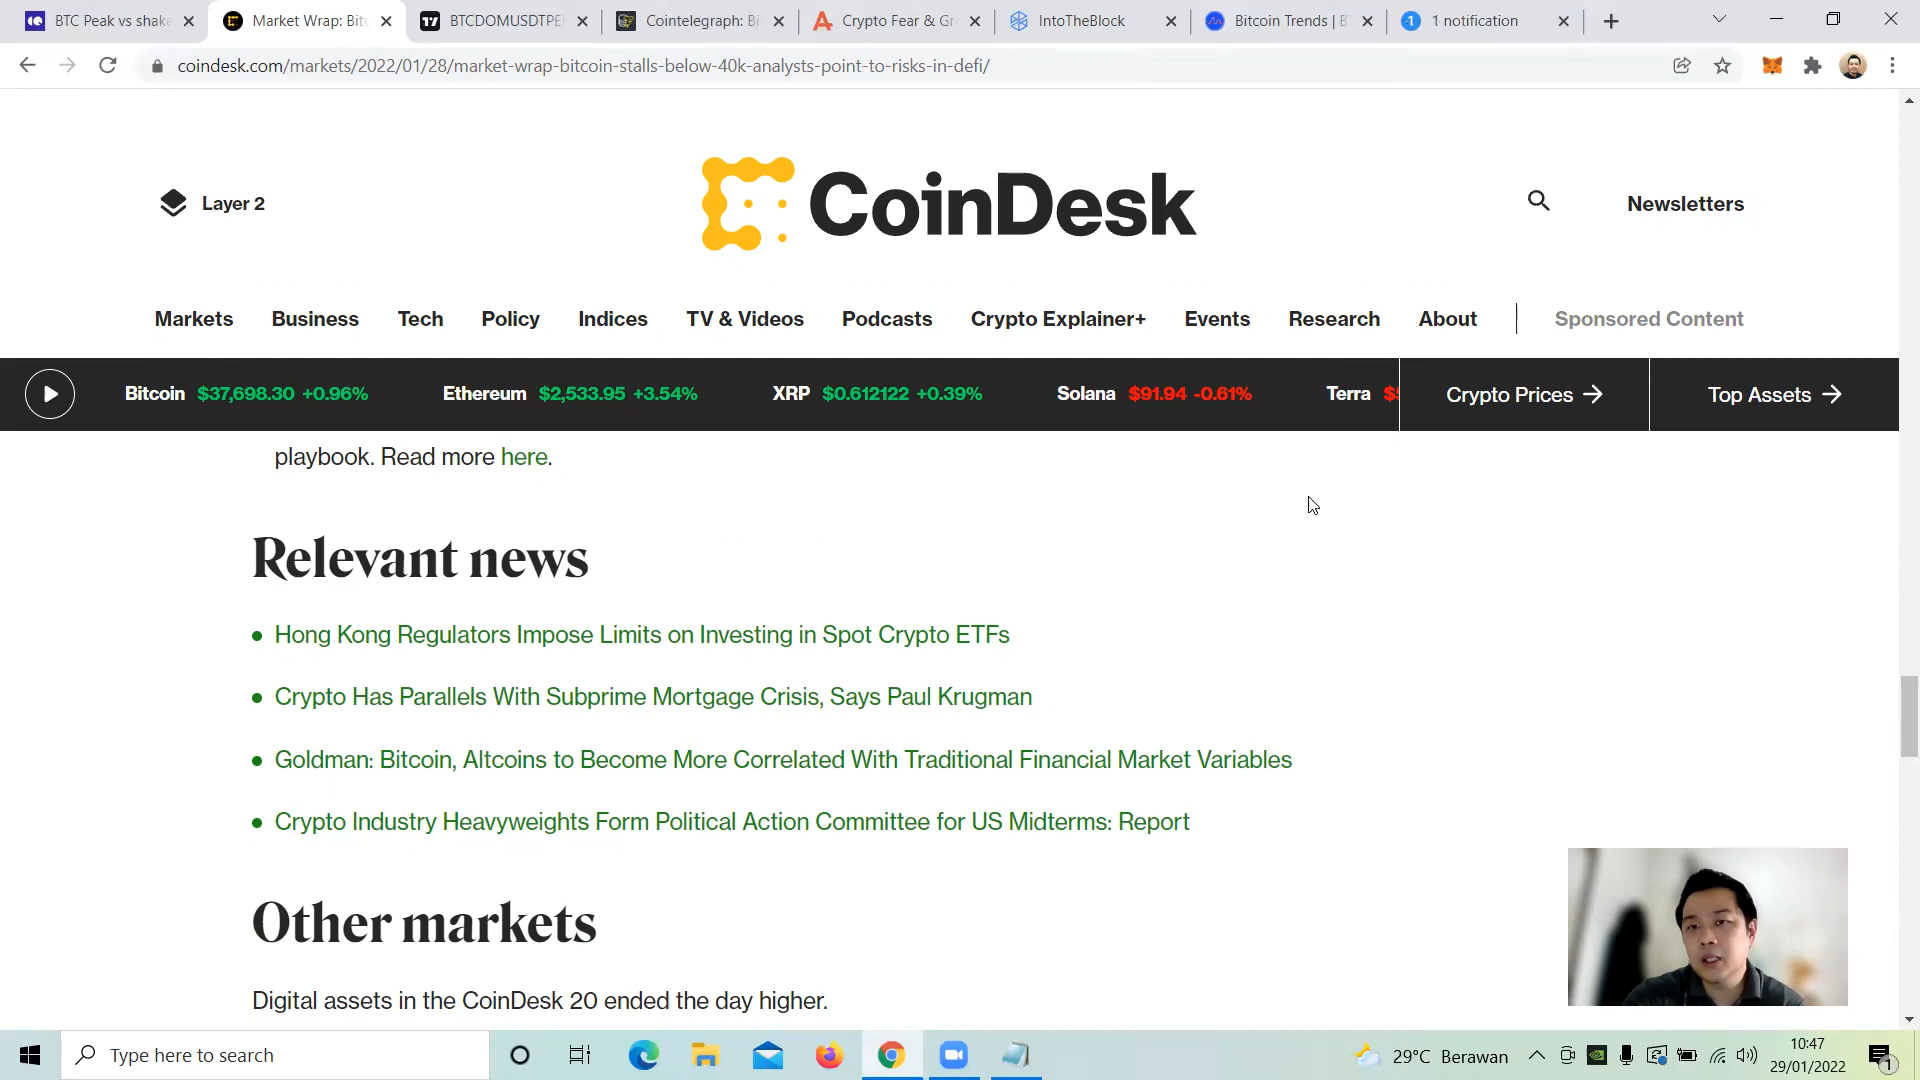 BTC Peak vs shake
Market Wrap: Bitc
BTCDOMUSDTPE
Cointelegraph: Bi
Crypto Fear & Gr
IntoTheBlock
Bitcoin Trends | B
1 notification
coindesk.com/markets/2022/01/28/market-wrap-bitcoin-stalls-below-40k-analysts-point-to-risks-in-defi/
Layer 2
CoinDesk
Newsletters
Markets Business Tech Policy Indices TV & Videos Podcasts Crypto Explainer+ Events Research About Sponsored Content
Bitcoin $37,698.30 +0.96% Ethereum $2,533.95 +3.54% XRP $0.612122 +0.39% Solana $91.94 -0.61% Terra Crypto Prices → Top Assets →
playbook. Read more here.
Relevant news
• Hong Kong Regulators Impose Limits on Investing in Spot Crypto ETFs
• Crypto Has Parallels With Subprime Mortgage Crisis, Says Paul Krugman
• Goldman: Bitcoin, Altcoins to Become More Correlated With Traditional Financial Market Variables
• Crypto Industry Heavyweights Form Political Action Committee for US Midterms: Report
Other markets
Digital assets in the CoinDesk 20 ended the day higher.
Type here to search
29°C Berawan
10:47
29/01/2022
1